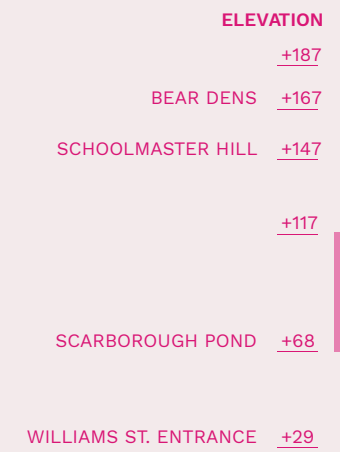 ELEVATION
+187
BEAR DENS +167
SCHOOLMASTER HILL +147
+117
SCARBOROUGH POND +68
WILLIAMS ST. ENTRANCE +29